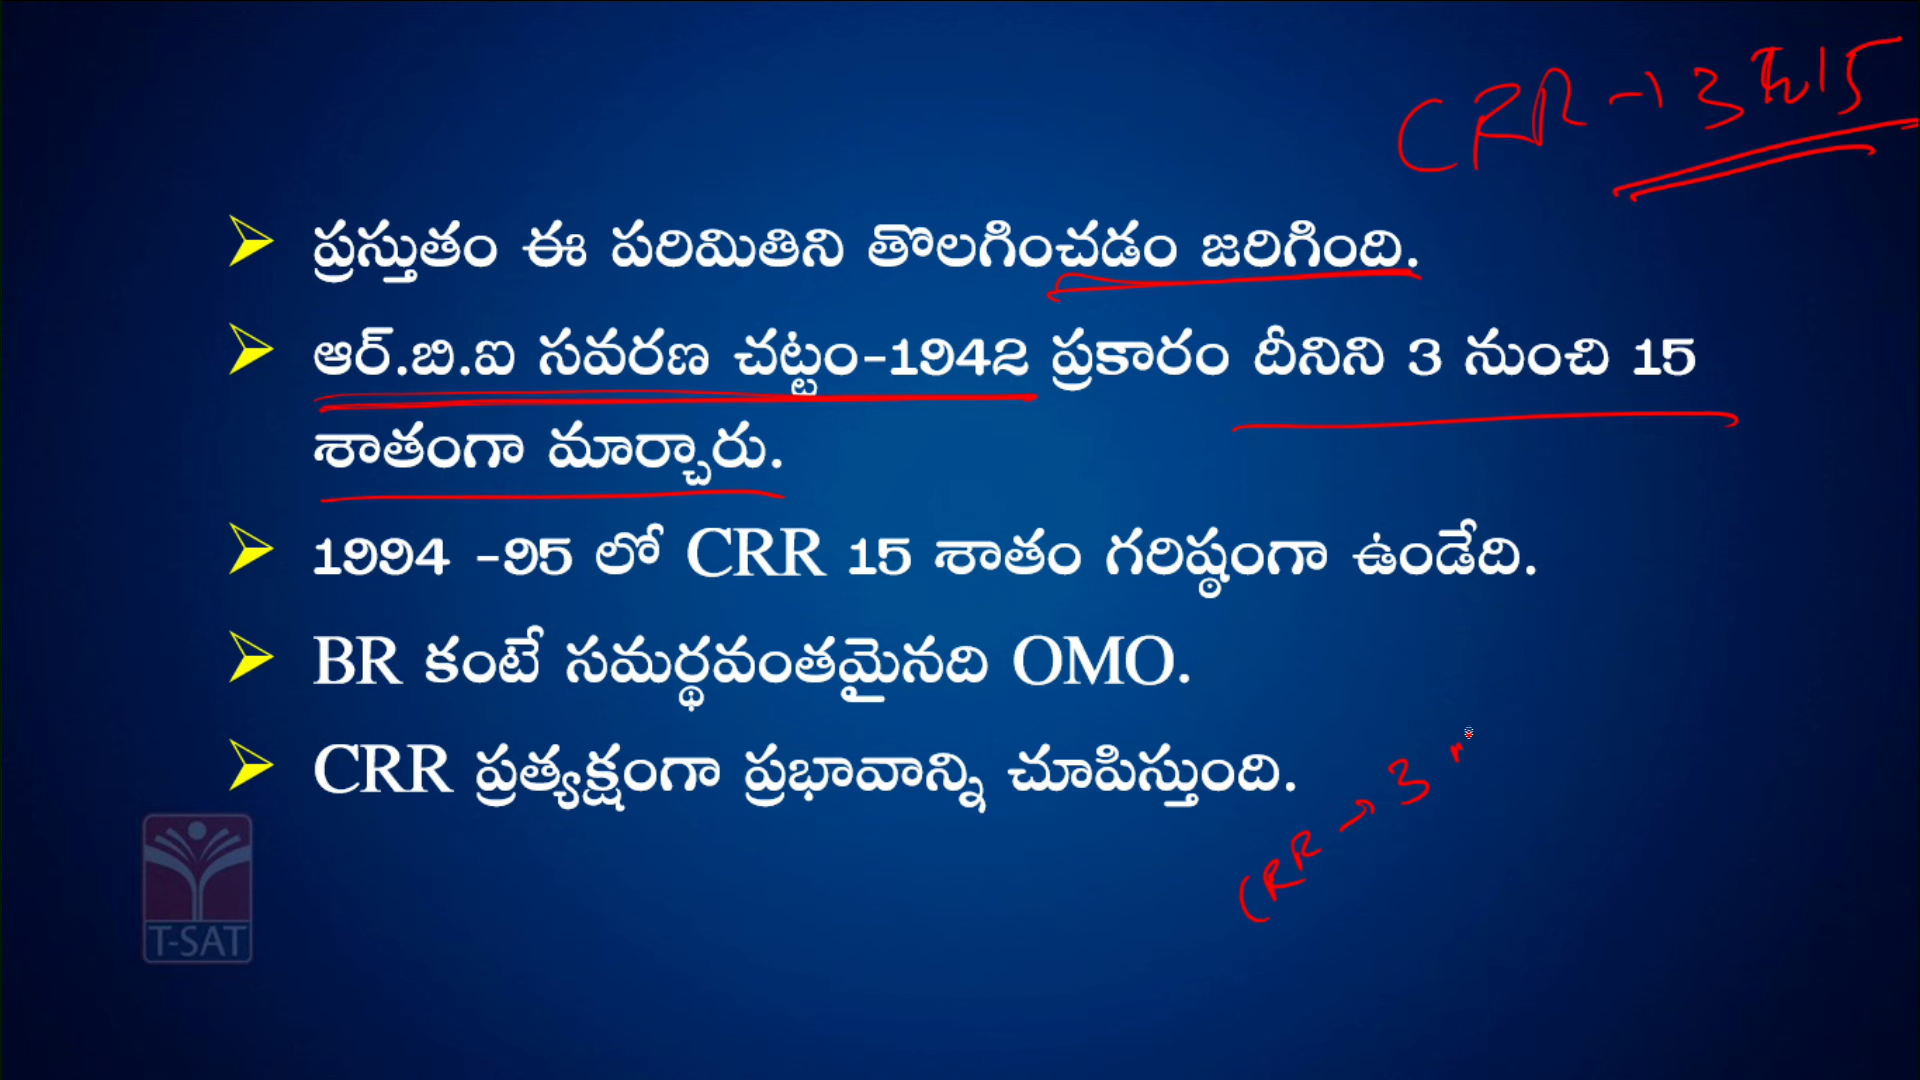 CRR → 3 నుం 15
ప్రస్తుతం ఈ పరిమితిని తొలగించడం జరిగింది.
ఆర్.బి.ఐ సవరణ చట్టం-1942 ప్రకారం దీనిని 3 నుంచి 15
శాతంగా మార్చారు.
1994 -95 లో CRR 15 శాతం గరిష్ఠంగా ఉండేది.
BR కంటే సమర్థవంతమైనది OMO.
CRR ప్రత్యక్షంగా ప్రభావాన్ని చూపిస్తుంది.
CRR → 3
T-SAT